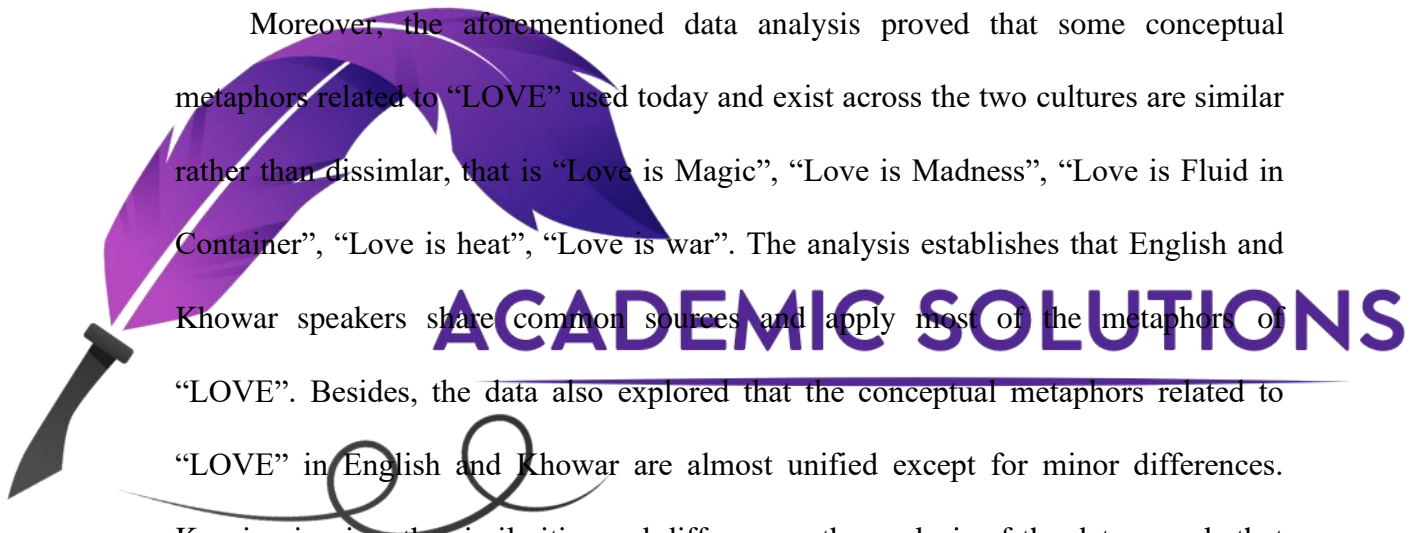 Moreover, the aforementioned data analysis proved that some conceptual
metaphors related to “LOVE” used today and exist across the two cultures are similar
rather than dissimlar, that is “Love is Magic”, “Love is Madness”, “Love is Fluid in
Container”, “Love is heat”, “Love is war”. The analysis establishes that English and
ACADEMIC SOLUTIONS
Khowar speakers share common sources and apply most of the metaphors of
“LOVE”. Besides, the data also explored that the conceptual metaphors related to
“LOVE” in English and Khowar are almost unified except for minor differences.